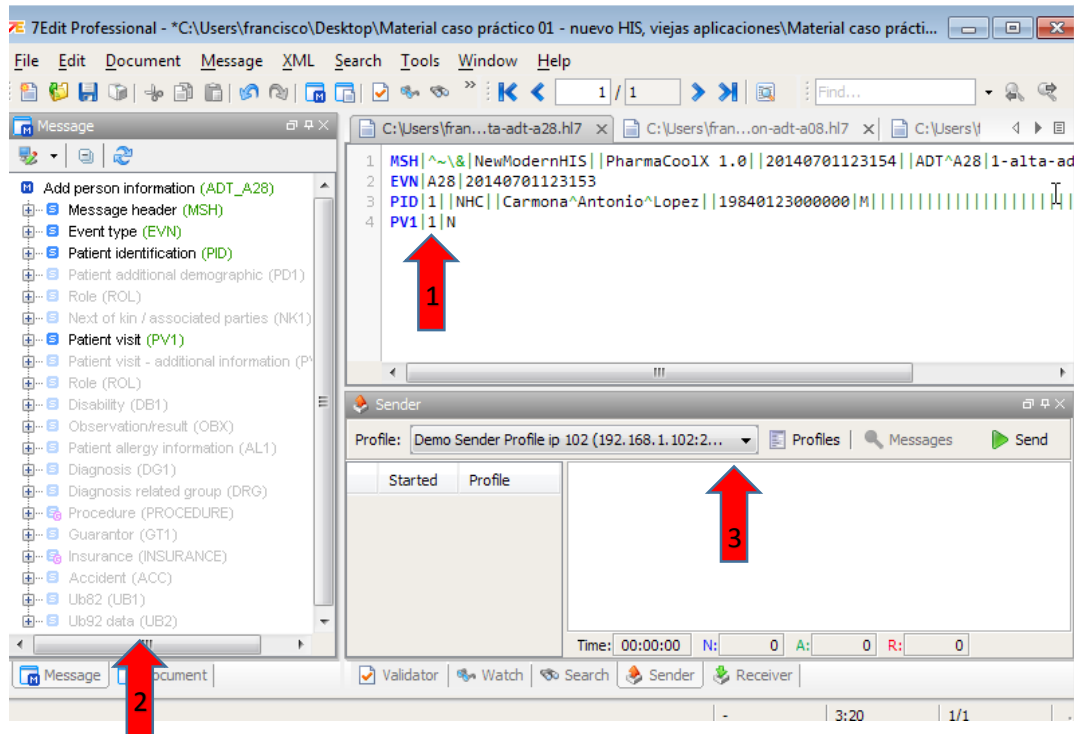 7Edit Professional - *C:\Users\francisco\Desktop\Material caso práctico 01 - nuevo HIS, viejas aplicaciones\Material caso prácti...
File Edit Document Message XML Search Tools Window Help
1 / 1 Find...
Message
C:\Users\fran...ta-adt-a28.hl7 C:\Users\fran...on-adt-a08.hl7 C:\Users\f
Add person information (ADT_A28)
Message header (MSH)
Event type (EVN)
Patient identification (PID)
Patient additional demographic (PD1)
Role (ROL)
Next of kin / associated parties (NK1)
Patient visit (PV1)
Patient visit - additional information (P
Role (ROL)
Disability (DB1)
Observation/result (OBX)
Patient allergy information (AL1)
Diagnosis (DG1)
Diagnosis related group (DRG)
Procedure (PROCEDURE)
Guarantor (GT1)
Insurance (INSURANCE)
Accident (ACC)
Ub82 (UB1)
Ub92 data (UB2)
Message ocument
2
1 MSH|^~\&|NewModernHIS||PharmaCoolX 1.0||20140701123154||ADT^A28|1-alta-ad
2 EVN|A28|20140701123153
3 PID|1||NHC||Carmona^Antonio^Lopez||19840123000000|M||||||||||||||||||||||
4 PV1|1|N
1
Sender
Profile: Demo Sender Profile ip 102 (192.168.1.102:2... Profiles Messages Send
Started Profile
3
Time: 00:00:00 N: 0 A: 0 R: 0
Validator Watch Search Sender Receiver
- 3:20 1/1